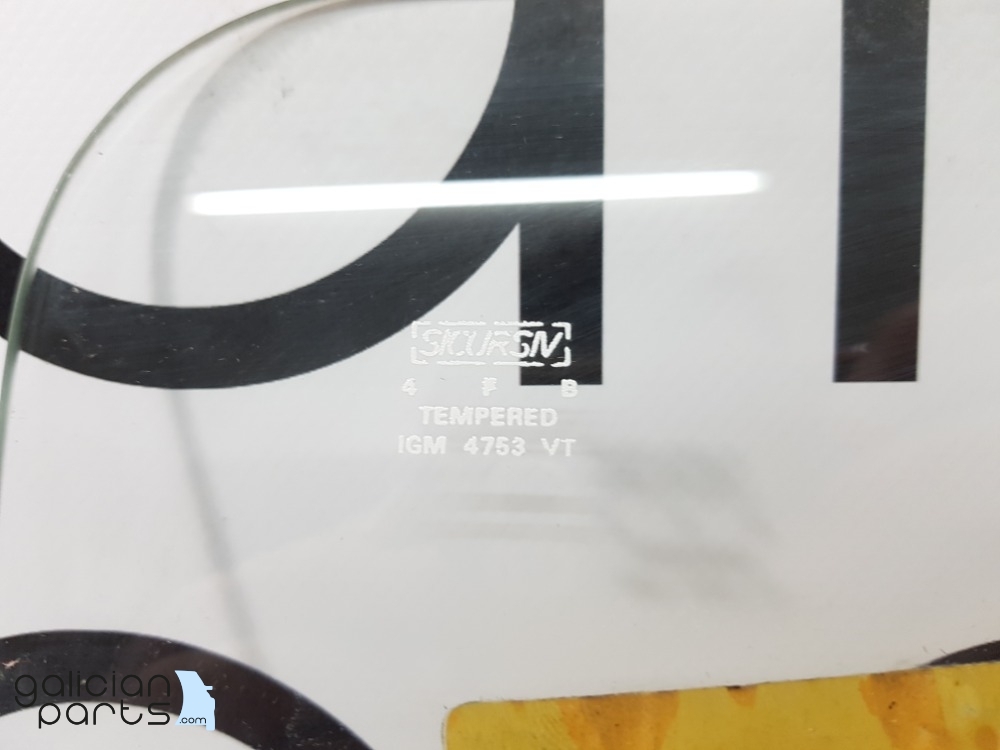 SICURSIV
4 F B
TEMPERED
IGM 4753 VT
galician
parts.com